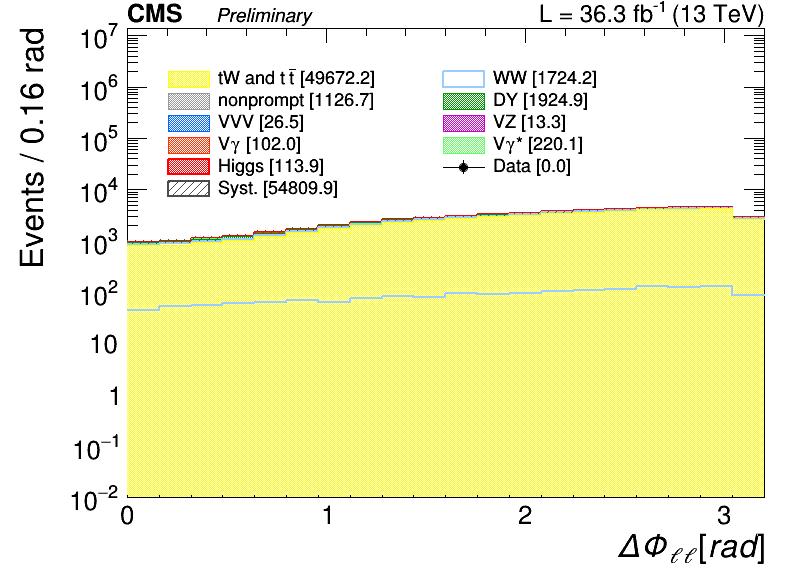 CMS Preliminary L = 36.3 fb⁻¹ (13 TeV)
Events / 0.16 rad
10⁷
10⁶
10⁵
10⁴
10³
10²
10
1
10⁻¹
10⁻²
tW and tt̅ [49672.2]
WW [1724.2]
nonprompt [1126.7]
DY [1924.9]
VVV [26.5]
VZ [13.3]
Vγ [102.0]
Vγ* [220.1]
Higgs [113.9]
Data [0.0]
Syst. [54809.9]
0 1 2 3
ΔΦℓℓ[rad]